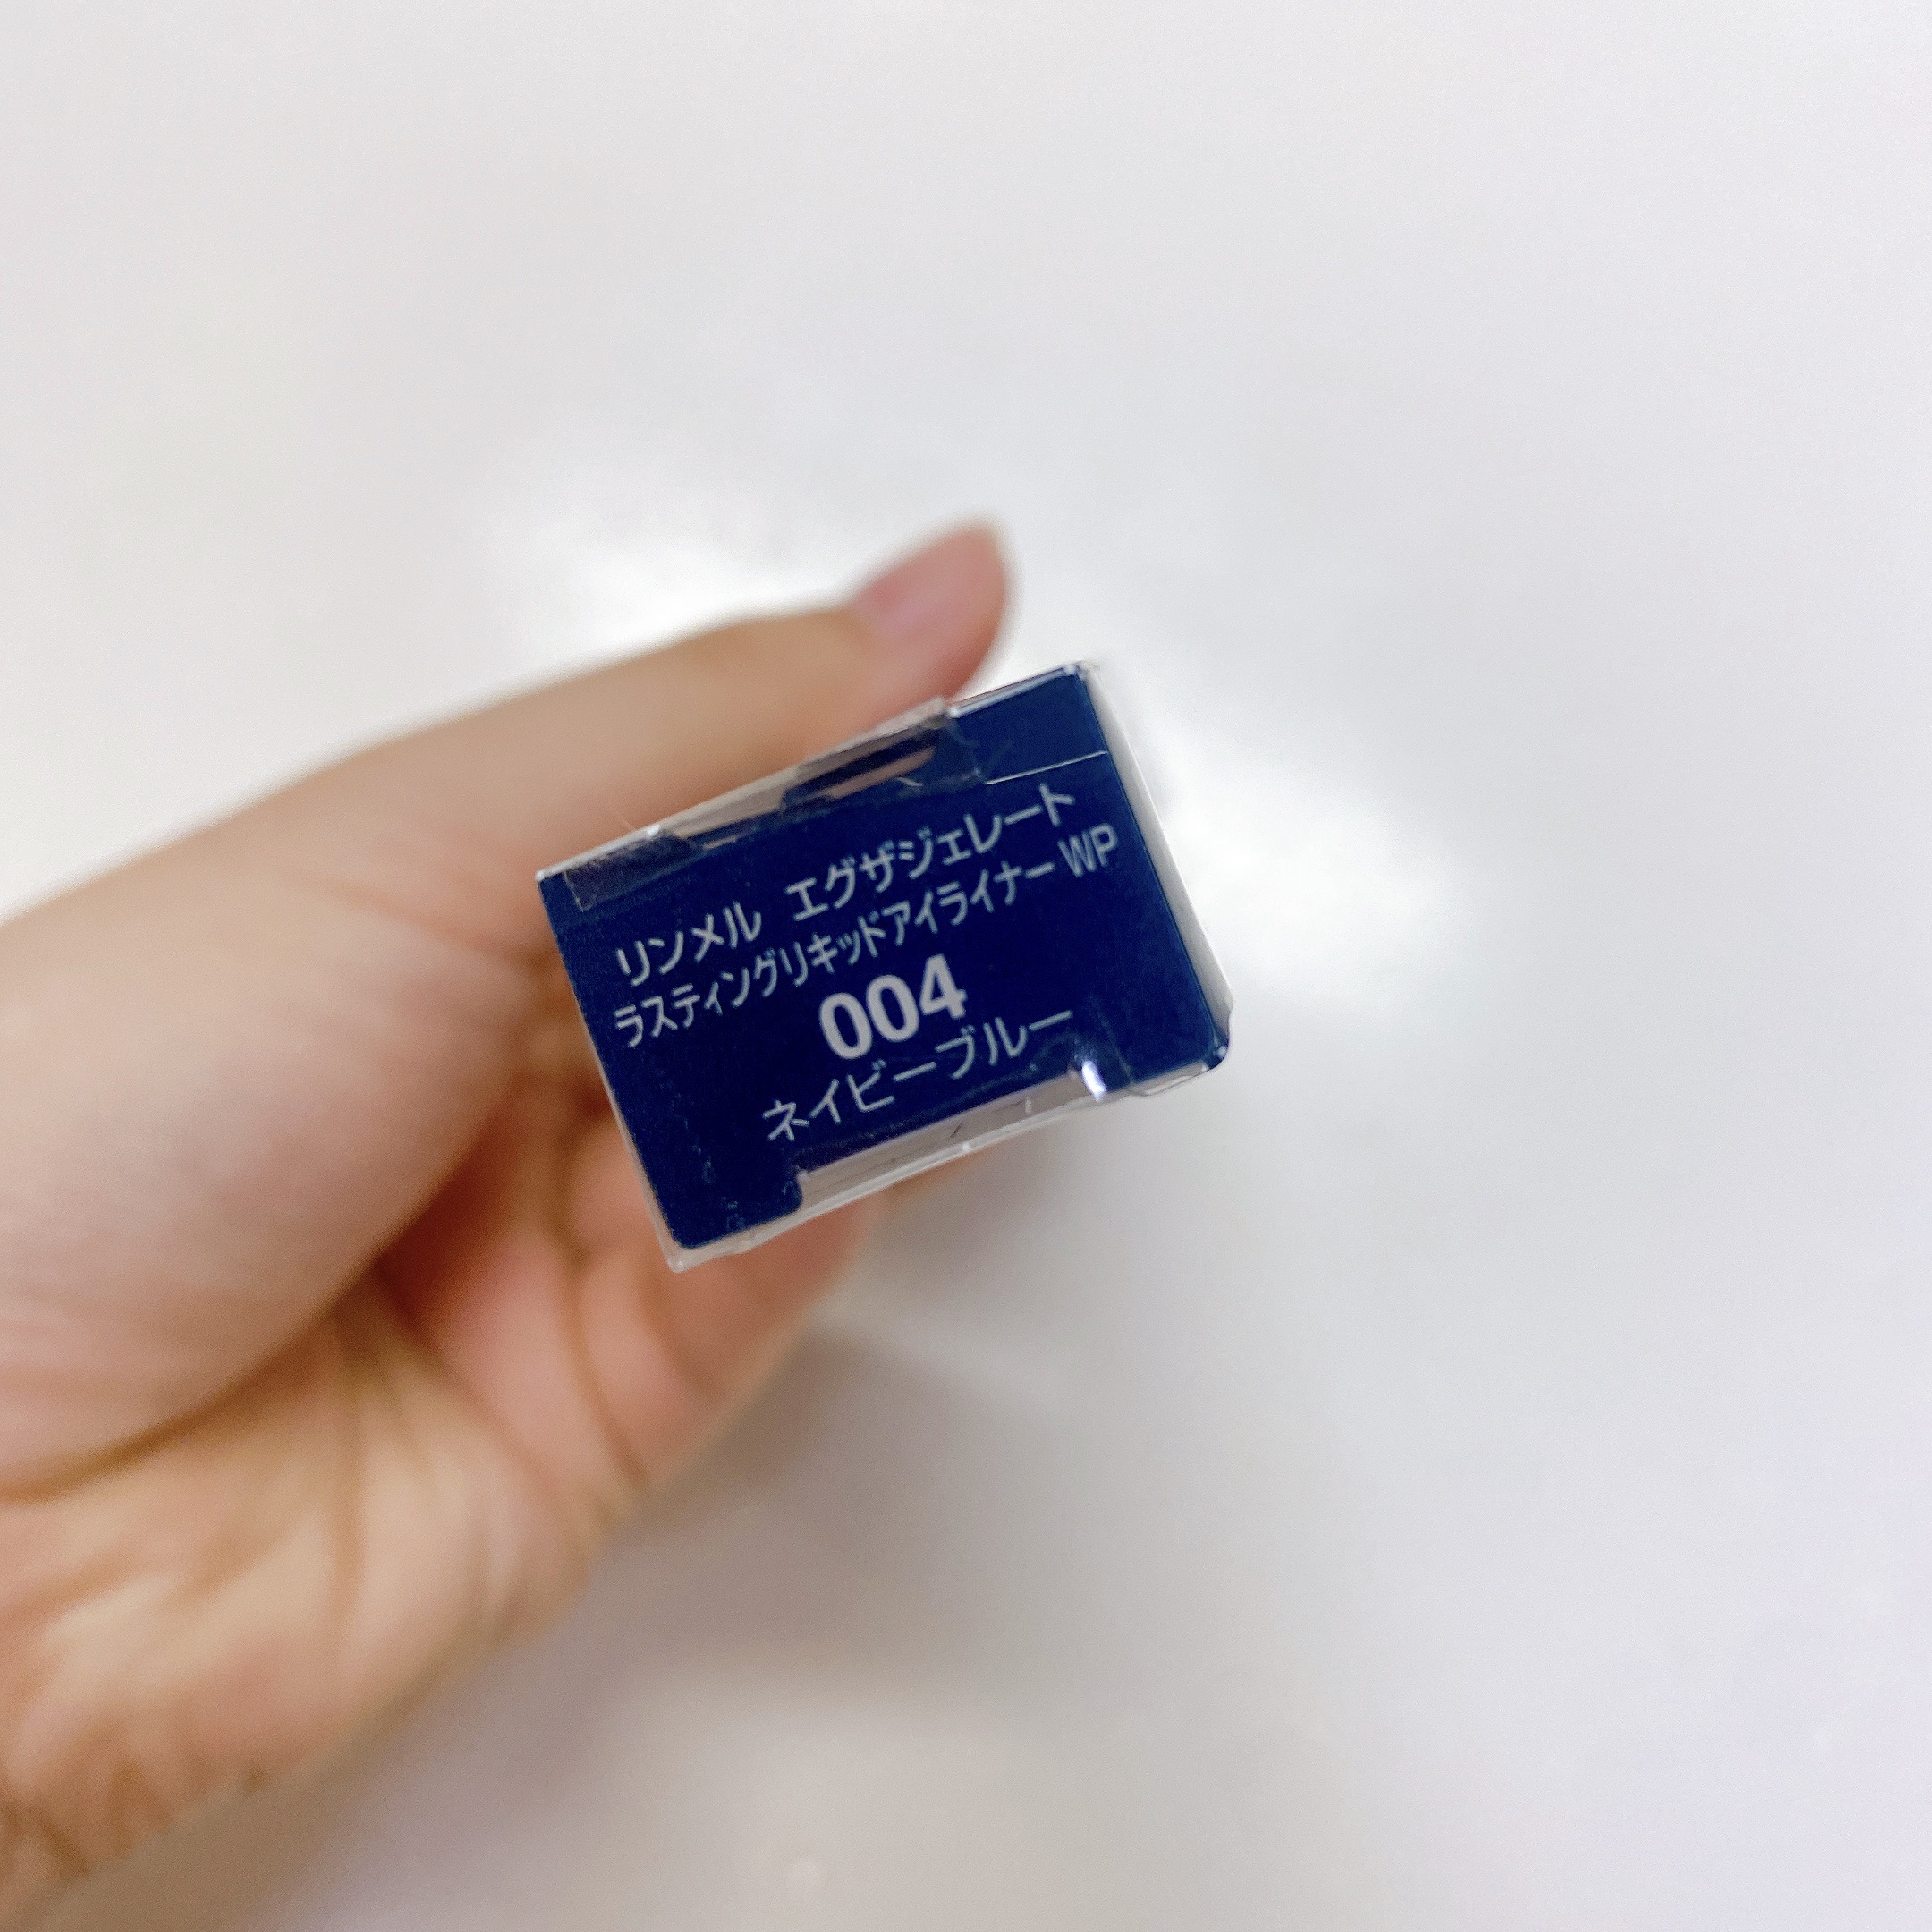 リンメル エグザジェレート
ラスティングリキッドアイライナー WP
004
ネイビーブルー